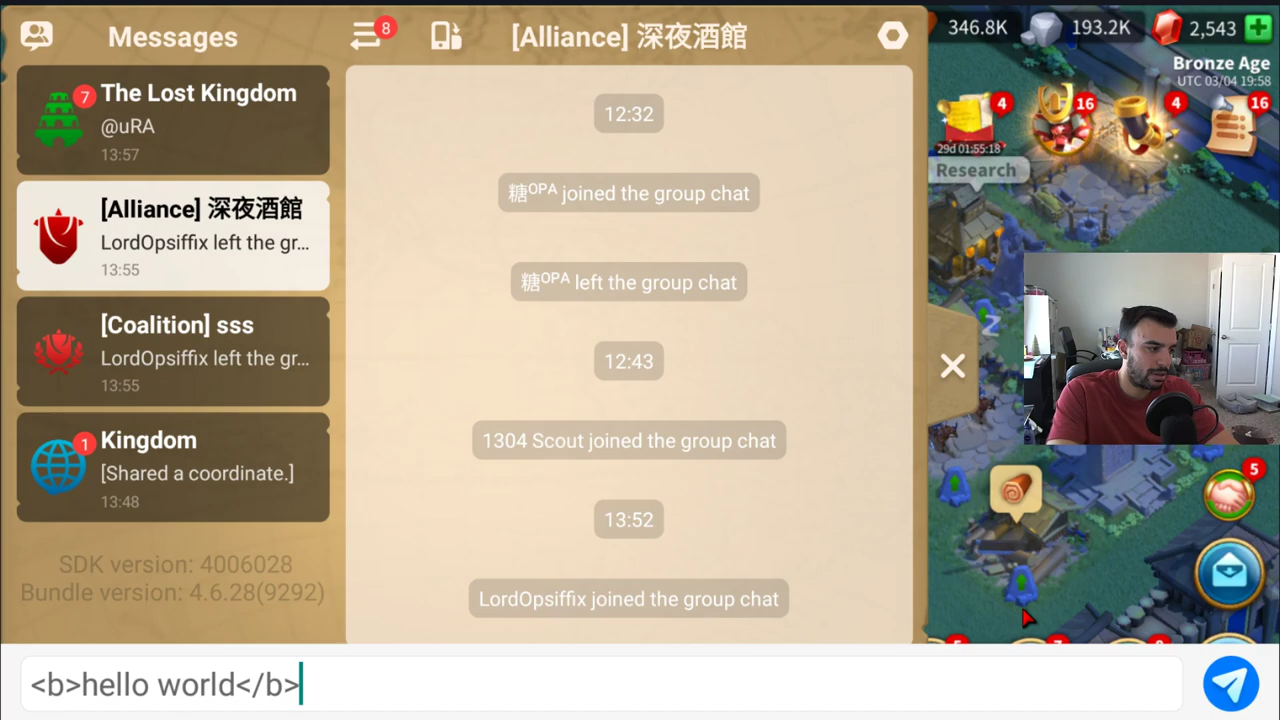 Messages
8
[Alliance] 深夜酒館
7
The Lost Kingdom
@uRA
13:57
[Alliance] 深夜酒館
LordOpsiffix left the gr...
13:55
[Coalition] sss
LordOpsiffix left the gr...
13:55
1
Kingdom
[Shared a coordinate.]
13:48
SDK version: 4006028
Bundle version: 4.6.28(9292)
12:32
糖ᴼᴾᴬ joined the group chat
糖ᴼᴾᴬ left the group chat
12:43
1304 Scout joined the group chat
13:52
LordOpsiffix joined the group chat
346.8K
193.2K
2,543
Bronze Age
UTC 03/04 19:58
4
16
4
16
29d 01:55:18
Research
5
<b>hello world</b>